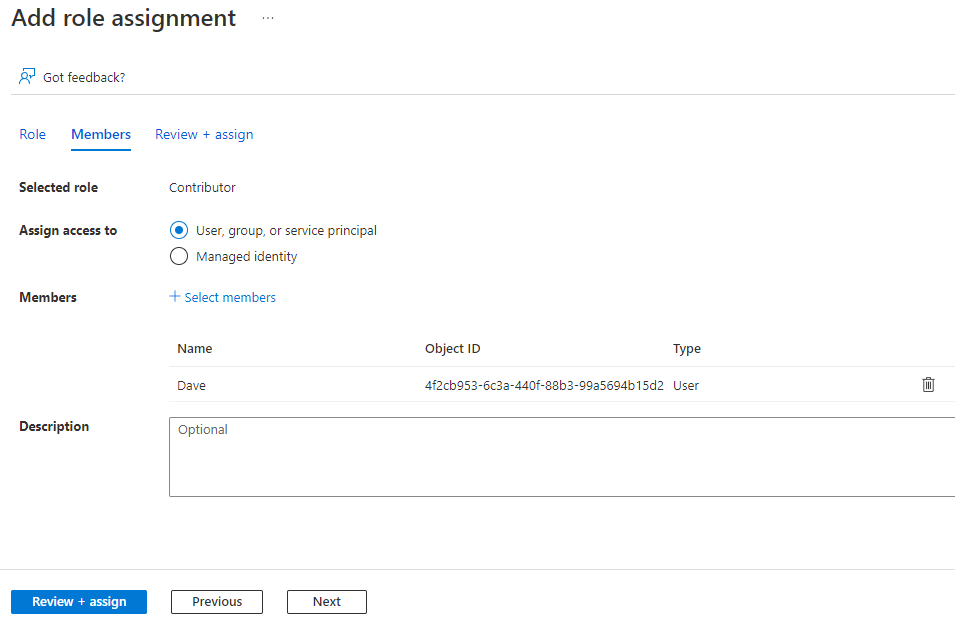 Add role assignment ...
Got feedback?
Role Members Review + assign
Selected role Contributor
Assign access to User, group, or service principal
Managed identity
Members + Select members
Name Object ID Type
Dave 4f2cb953-6c3a-440f-88b3-99a5694b15d2 User
Description Optional
Review + assign Previous Next